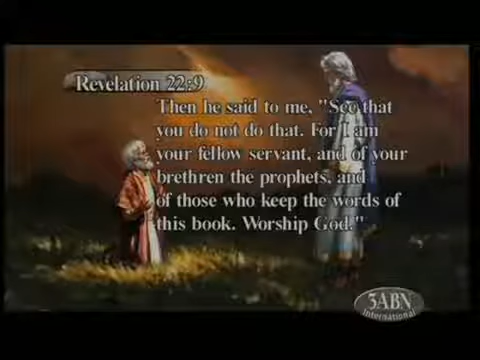 Revelation 22:9
Then he said to me, "See that
you do not do that. For I am
your fellow servant, and of your
brethren the prophets, and
of those who keep the words of
this book. Worship God."
3ABN
International